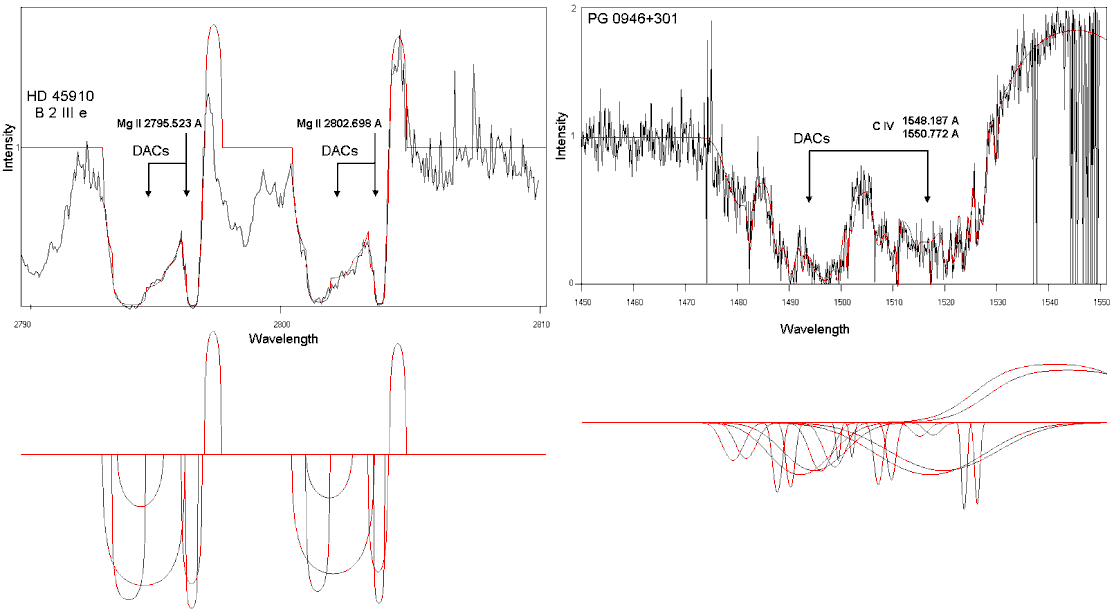 HD 45910
B 2 III e
Mg II 2795.523 A
DACs
Mg II 2802.698 A
DACs
Intensity
1
2790
2800
2810
Wavelength
PG 0946+301
C IV
1548.187 A
1550.772 A
DACs
Intensity
2
1
0
1450
1460
1470
1480
1490
1500
1510
1520
1530
1540
1550
Wavelength